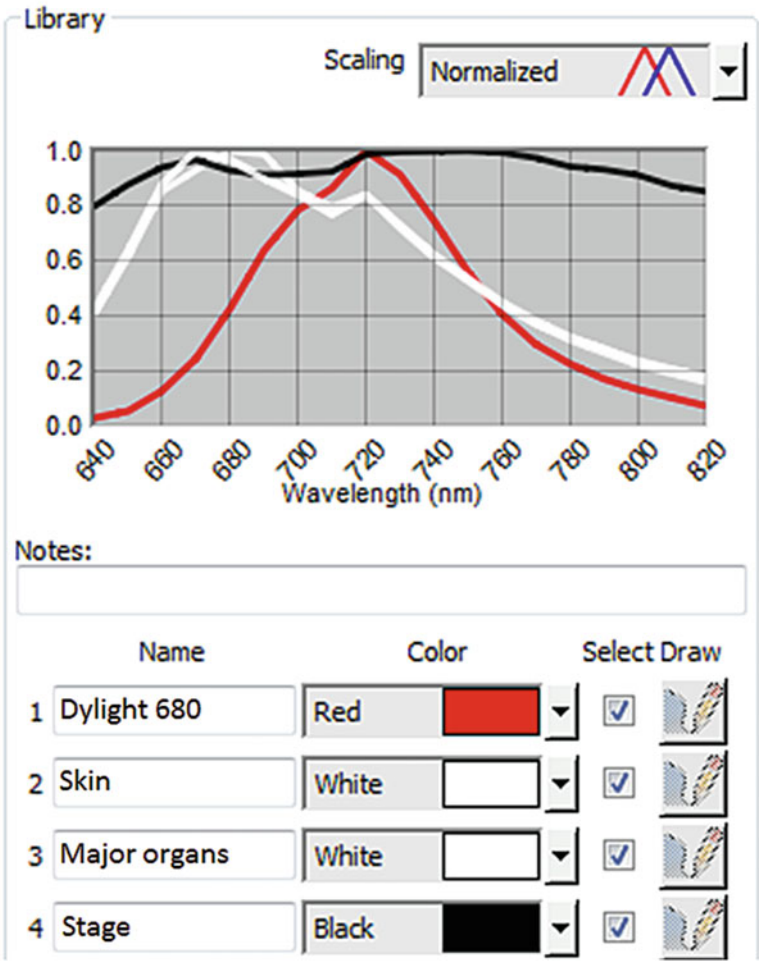 Library
Scaling Normalized
1.0
0.8
0.6
0.4
0.2
0.0
640 660 680 700 720 740 760 780 800 820
Wavelength (nm)
Notes:
Name Color Select Draw
1 Dylight 680 Red
2 Skin White
3 Major organs White
4 Stage Black